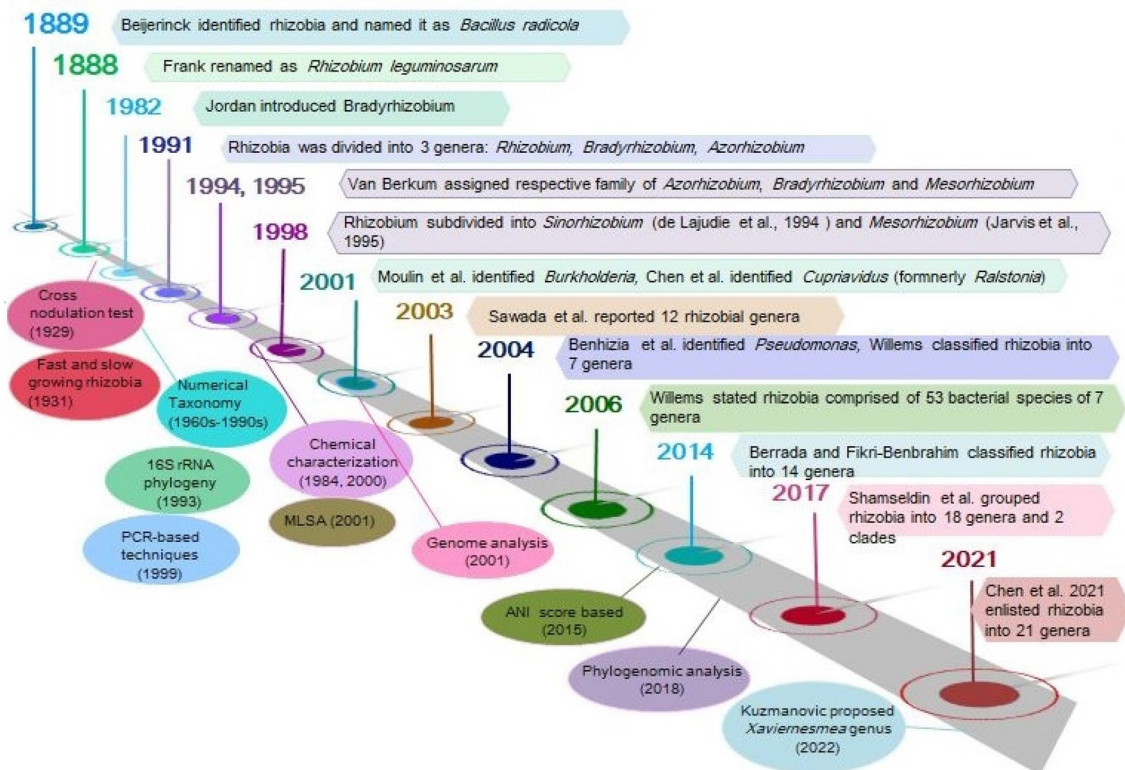 1889
Beijerinck identified rhizobia and named it as Bacillus radicola
1888
Frank renamed as Rhizobium leguminosarum
1982
Jordan introduced Bradyrhizobium
1991
Rhizobia was divided into 3 genera: Rhizobium, Bradyrhizobium, Azorhizobium
1994, 1995
Van Berkum assigned respective family of Azorhizobium, Bradyrhizobium and Mesorhizobium
1998
Rhizobium subdivided into Sinorhizobium (de Lajudie et al., 1994 ) and Mesorhizobium (Jarvis et al.,
1995)
2001
Moulin et al. identified Burkholderia, Chen et al. identified Cupriavidus (formnerly Ralstonia)
2003
Sawada et al. reported 12 rhizobial genera
2004
Benhizia et al. identified Pseudomonas, Willems classified rhizobia into
7 genera
2006
Willems stated rhizobia comprised of 53 bacterial species of 7
genera
2014
Berrada and Fikri-Benbrahim classified rhizobia
into 14 genera
2017
Shamseldin et al. grouped
rhizobia into 18 genera and 2
clades
2021
Chen et al. 2021
enlisted rhizobia
into 21 genera
Cross
nodulation test
(1929)
Fast and slow
growing rhizobia
(1931)
Numerical
Taxonomy
(1960s-1990s)
16S rRNA
phylogeny
(1993)
PCR-based
techniques
(1999)
Chemical
characterization
(1984, 2000)
MLSA (2001)
Genome analysis
(2001)
ANI score based
(2015)
Phylogenomic analysis
(2018)
Kuzmanovic proposed
Xaviernesmea genus
(2022)